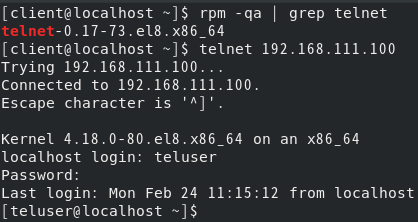 [client@localhost ~]$ rpm -qa | grep telnet
telnet-0.17-73.el8.x86_64
[client@localhost ~]$ telnet 192.168.111.100
Trying 192.168.111.100...
Connected to 192.168.111.100.
Escape character is '^]'.
Kernel 4.18.0-80.el8.x86_64 on an x86_64
localhost login: teluser
Password:
Last login: Mon Feb 24 11:15:12 from localhost
[teluser@localhost ~]$